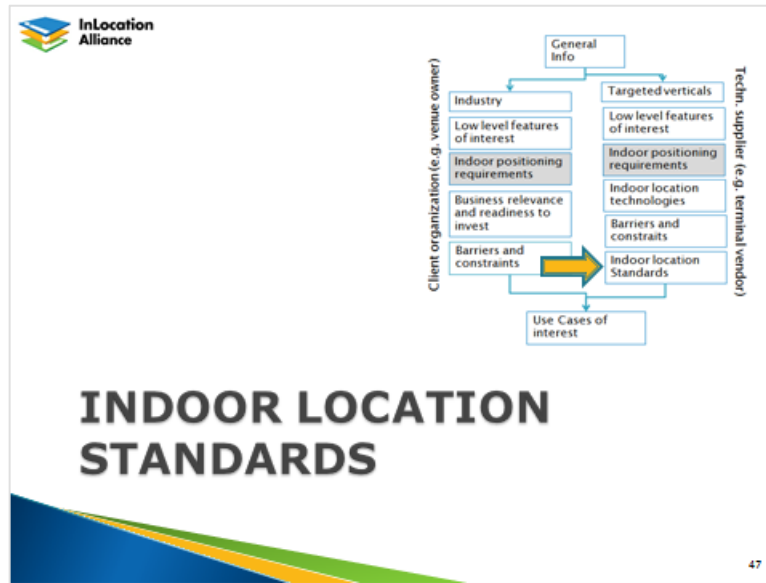 InLocation
Alliance
General
Info
Client organization (e.g. venue owner)
Industry
Low level features
of interest
Indoor positioning
requirements
Business relevance
and readiness to
invest
Barriers and
constraints
Targeted verticals
Low level features
of interest
Indoor positioning
requirements
Indoor location
technologies
Barriers and
constraits
Indoor location
Standards
Techn. supplier (e.g. terminal vendor)
Use Cases of
interest
INDOOR LOCATION
STANDARDS
47